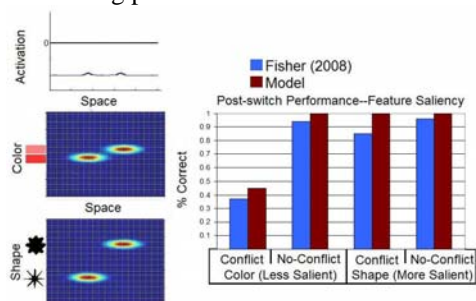 Activation
0
Space
Color
Space
Shape
Fisher (2008)
Model
Post-switch Performance--Feature Saliency
% Correct
1
0.9
0.8
0.7
0.6
0.5
0.4
0.3
0.2
0.1
Conflict No-Conflict Conflict No-Conflict
Color (Less Salient) Shape (More Salient)